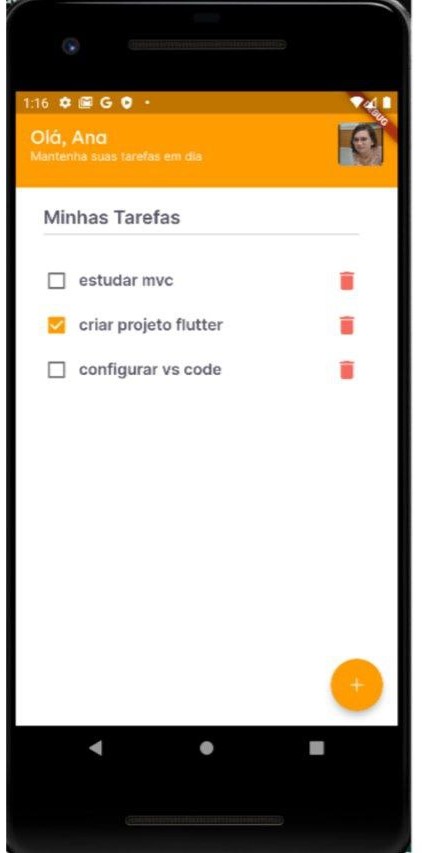 1:16
DEBUG
Olá, Ana
Mantenha suas tarefas em dia
Minhas Tarefas
estudar mvc
criar projeto flutter
configurar vs code